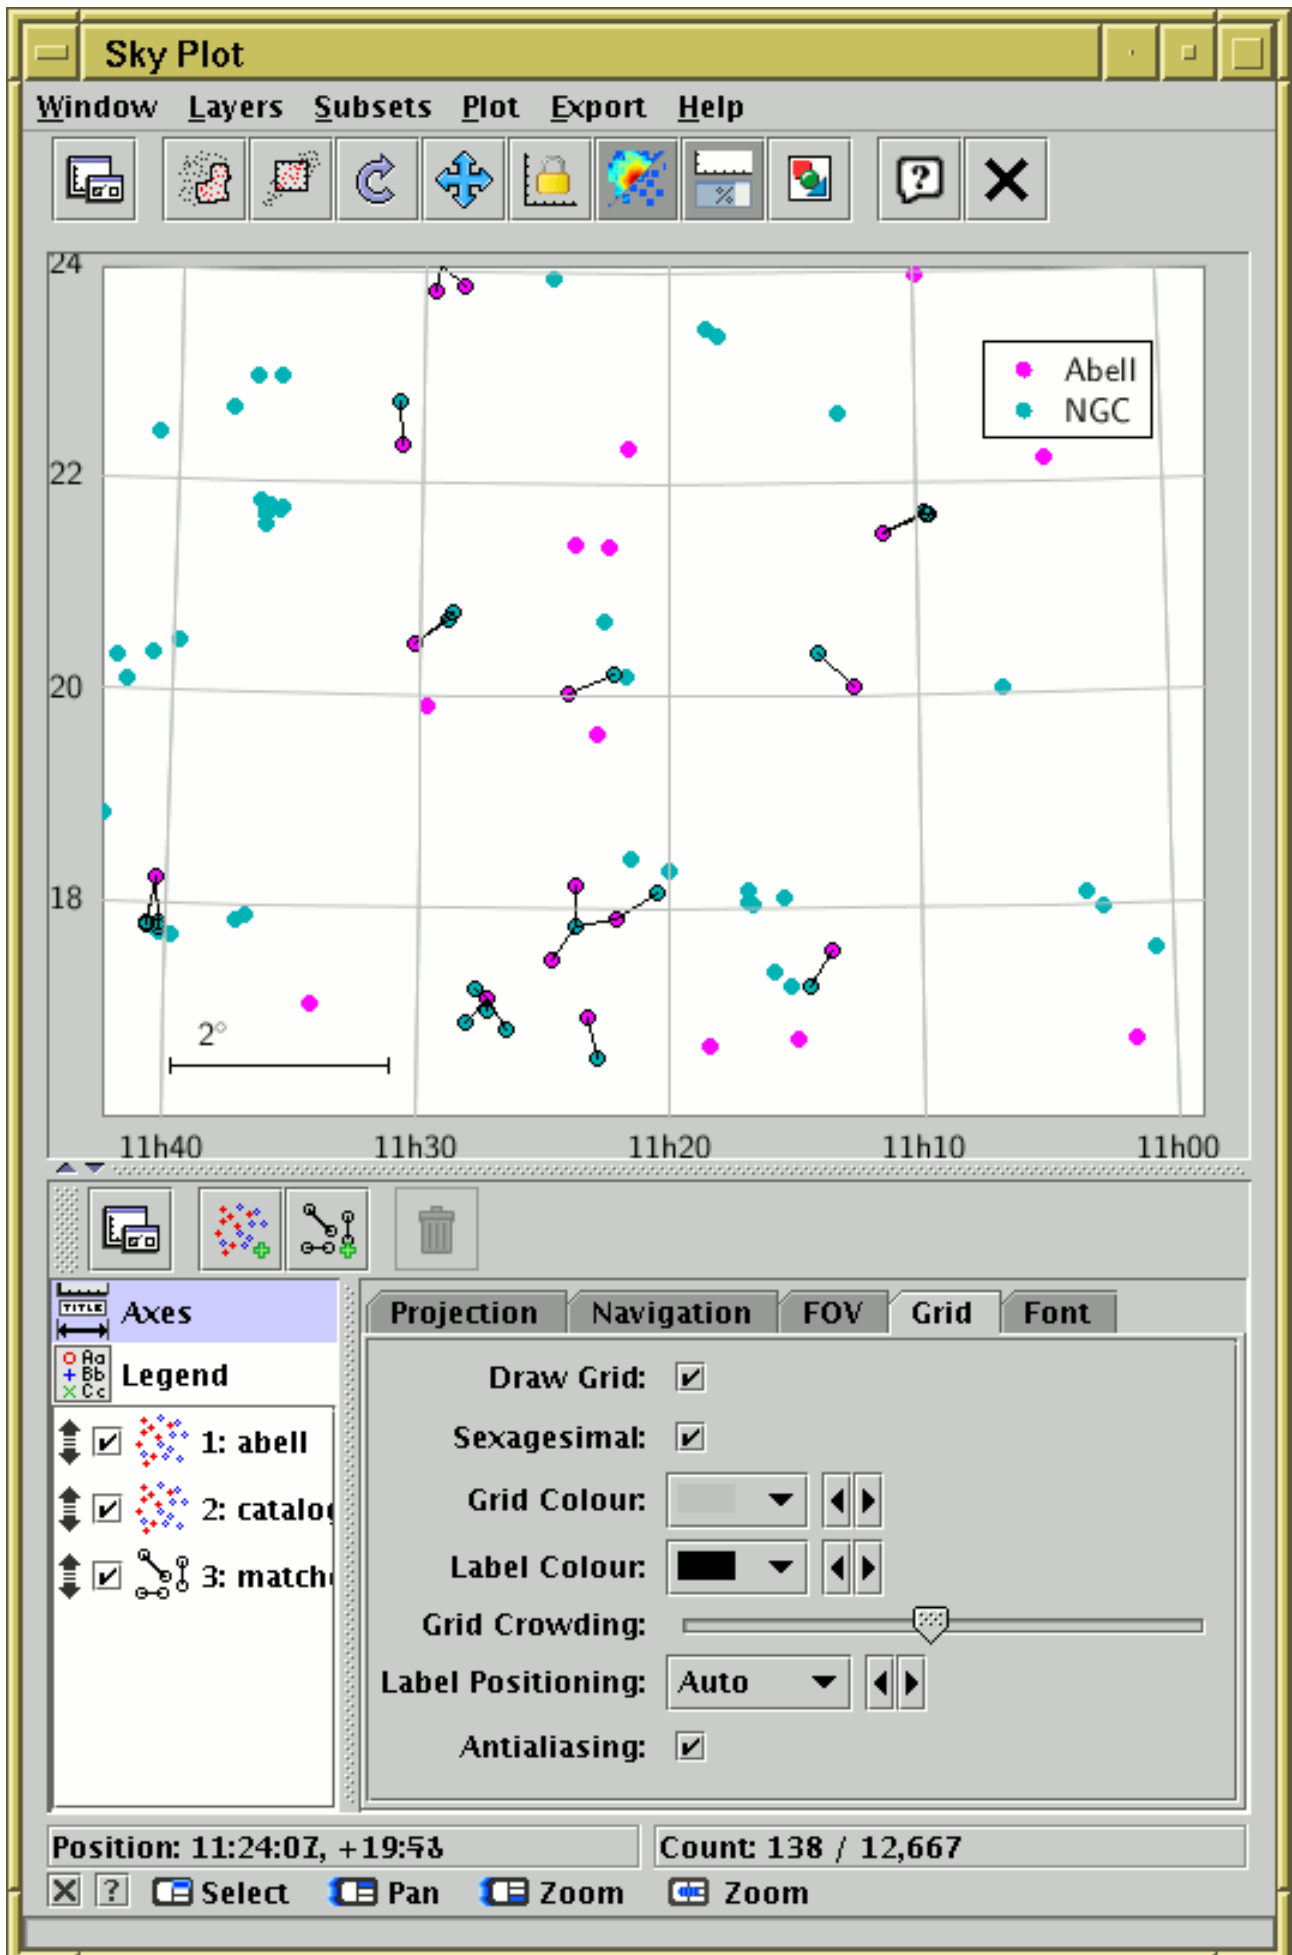 Sky Plot
Window Layers Subsets Plot Export Help
24
Abell
NGC
22
20
18
2°
11h40 11h30 11h20 11h10 11h00
Axes
Legend
1: abell
2: catalo
3: match
Projection Navigation FOV Grid Font
Draw Grid:
Sexagesimal:
Grid Colour:
Label Colour:
Grid Crowding:
Label Positioning: Auto
Antialiasing:
Position: 11:24:07, Count: 138 / 12,667
Select Pan Zoom Zoom